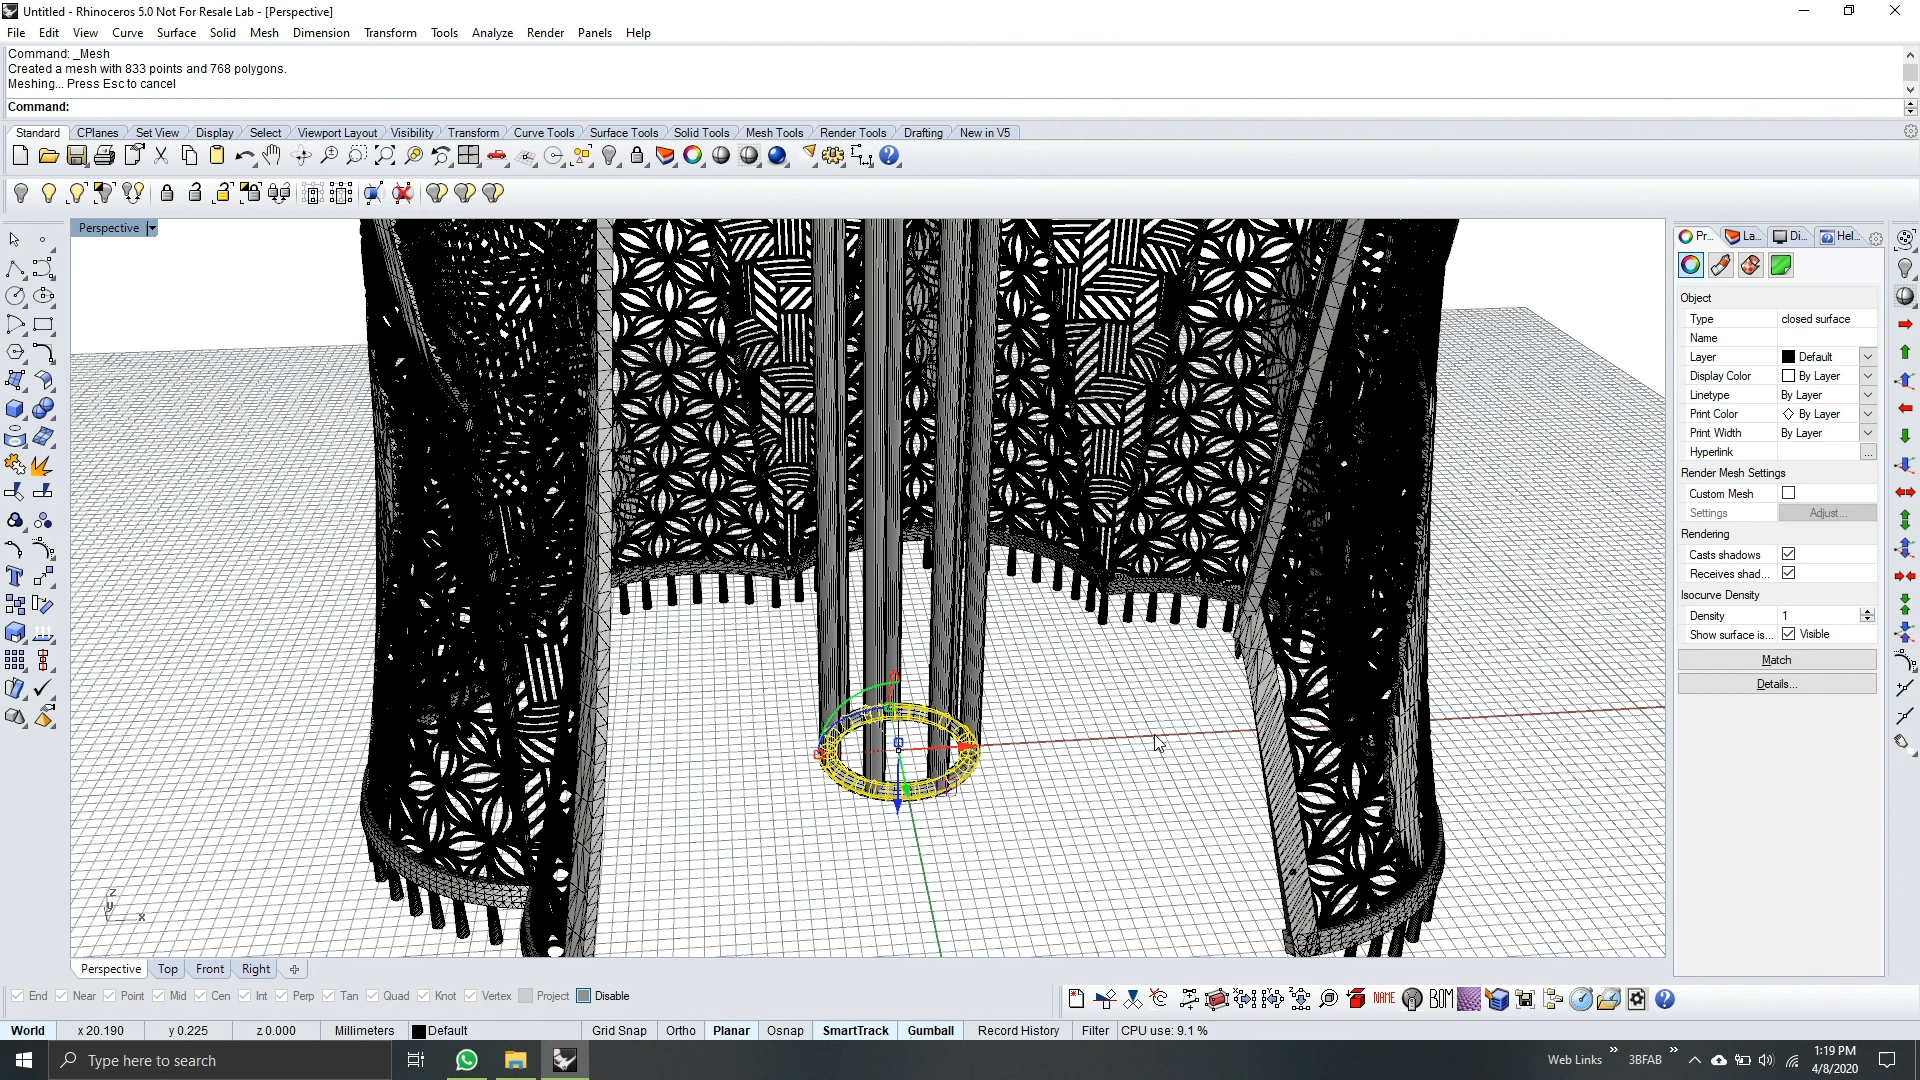 Untitled - Rhinoceros 5.0 Not For Resale Lab - [Perspective]
File Edit View Curve Surface Solid Mesh Dimension Transform Tools Analyze Render Panels Help
Command: _Mesh
Created a mesh with 833 points and 768 polygons.
Meshing... Press Esc to cancel
Command:
Standard CPlanes Set View Display Select Viewport Layout Visibility Transform Curve Tools Surface Tools Solid Tools Mesh Tools Render Tools Drafting New in V5
Perspective
Pr... La... Di... Hel...
Object
Type closed surface
Name
Layer Default
Display Color By Layer
Linetype By Layer
Print Color By Layer
Print Width By Layer
Hyperlink ...
Render Mesh Settings
Custom Mesh
Settings Adjust...
Rendering
Casts shadows
Receives shad...
Isocurve Density
Density 1
Show surface is... Visible
Match
Details...
z
y
x
Perspective Top Front Right
End Near Point Mid Cen Int Perp Tan Quad Knot Vertex Project Disable
NAME BOM
World x 20.190 y 0.225 z 0.000 Millimeters Default Grid Snap Ortho Planar Osnap SmartTrack Gumball Record History Filter CPU use: 9.1 %
Type here to search
Web Links » 3BFAB »
1:19 PM
4/8/2020